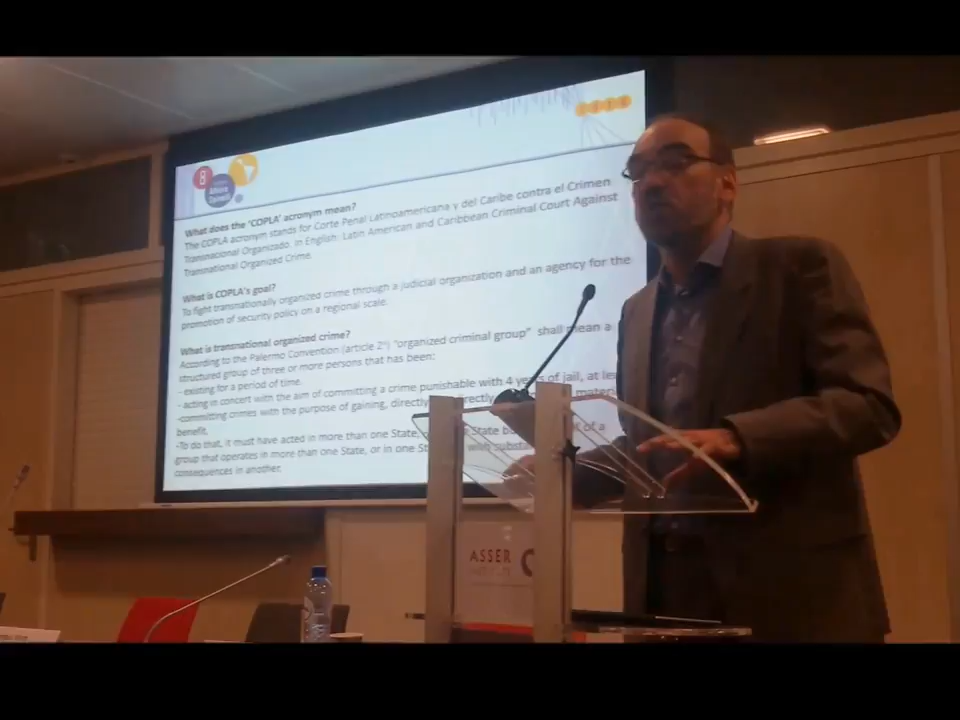 What does the 'COPLA' acronym mean?
The COPLA acronym stands for Corte Penal Latinoamericana y del Caribe contra el Crimen
Transnacional Organizado. In English: Latin American and Caribbean Criminal Court Against
Transnational Organized Crime.
What is COPLA's goal?
To fight transnationally organized crime through a judicial organization and an agency for the
promotion of security policy on a regional scale.
What is transnational organized crime?
According to the Palermo Convention (article 2º) "organized criminal group" shall mean a
structured group of three or more persons that has been:
- existing for a period of time.
- acting in concert with the aim of committing a crime punishable with 4 years of jail, at
-committing crimes with the purpose of gaining, directly
benefit.
-To do that, it must have acted in more than one State, State of a
group that operates in more than one State, or in one with
consequences in another.
ASSER
INSTITUTE